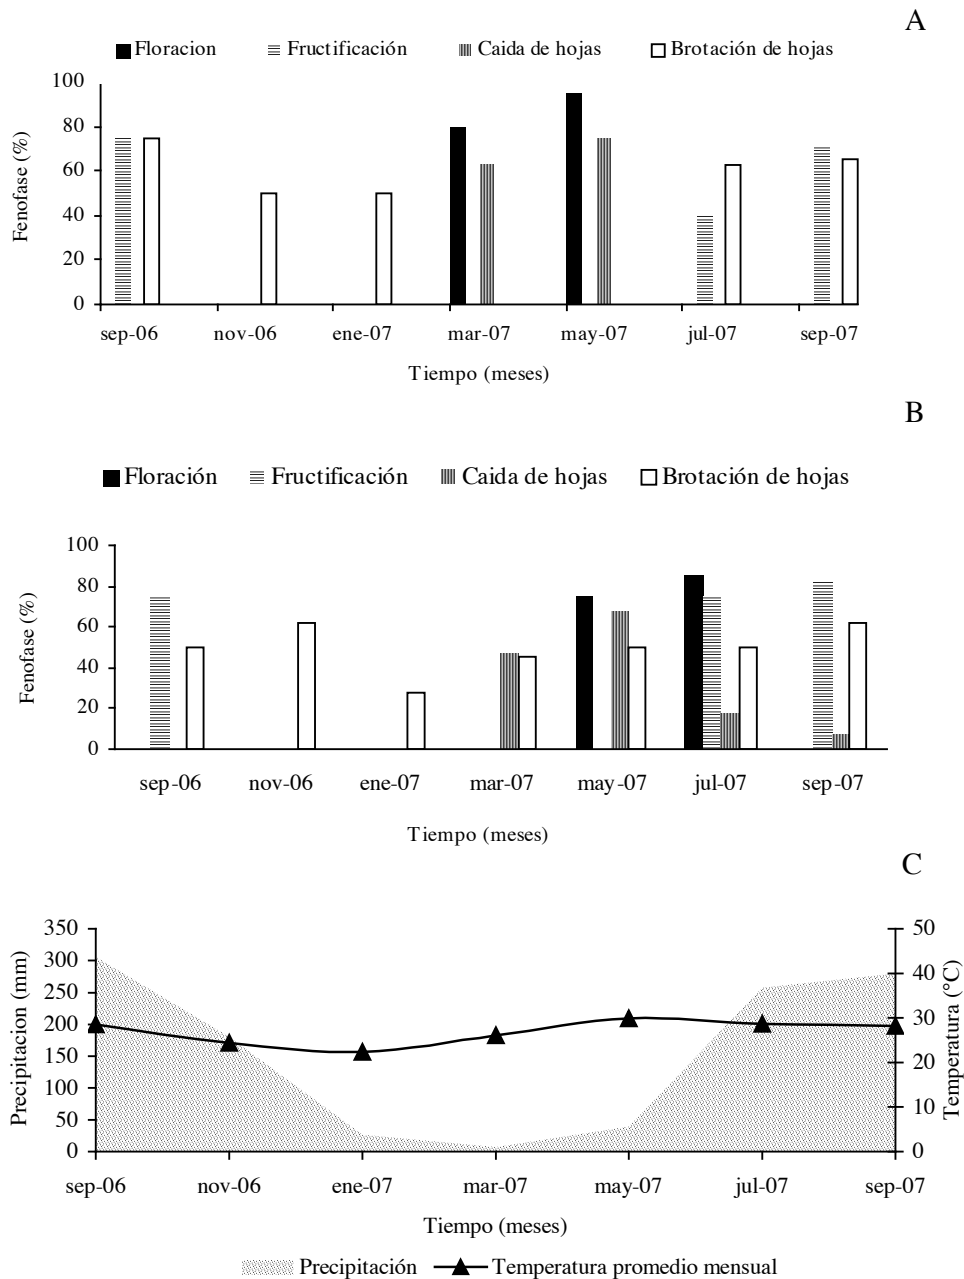 A
Floracion Fructificación Caida de hojas Brotación de hojas
100
80
60
40
20
0
Fenofase (%)
sep-06 nov-06 ene-07 mar-07 may-07 jul-07 sep-07
Tiempo (meses)
B
Floración Fructificación Caida de hojas Brotación de hojas
100
80
60
40
20
0
Fenofase (%)
sep-06 nov-06 ene-07 mar-07 may-07 jul-07 sep-07
Tiempo (meses)
C
350 50
300 40
250
200 30
150 20
100 10
50
0 0
Precipitacion (mm)
Temperatura (°C)
sep-06 nov-06 ene-07 mar-07 may-07 jul-07 sep-07
Tiempo (meses)
Precipitación Temperatura promedio mensual